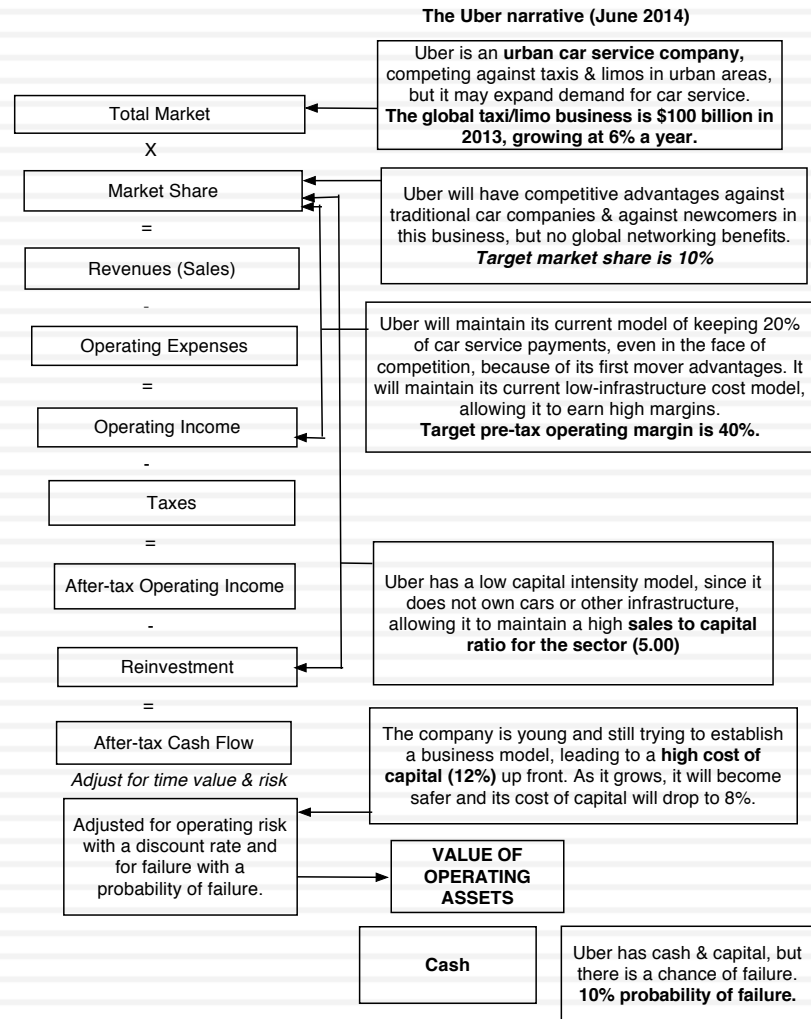 The Uber narrative (June 2014)
Uber is an urban car service company,
competing against taxis & limos in urban areas,
but it may expand demand for car service.
The global taxi/limo business is $100 billion in
2013, growing at 6% a year.
Total Market
X
Market Share
Uber will have competitive advantages against
traditional car companies & against newcomers in
this business, but no global networking benefits.
Target market share is 10%
=
Revenues (Sales)
-
Operating Expenses
Uber will maintain its current model of keeping 20%
of car service payments, even in the face of
competition, because of its first mover advantages. It
will maintain its current low-infrastructure cost model,
allowing it to earn high margins.
Target pre-tax operating margin is 40%.
=
Operating Income
-
Taxes
=
After-tax Operating Income
Uber has a low capital intensity model, since it
does not own cars or other infrastructure,
allowing it to maintain a high sales to capital
ratio for the sector (5.00)
-
Reinvestment
=
After-tax Cash Flow
The company is young and still trying to establish
a business model, leading to a high cost of
capital (12%) up front. As it grows, it will become
safer and its cost of capital will drop to 8%.
Adjust for time value & risk
Adjusted for operating risk
with a discount rate and
for failure with a
probability of failure.
VALUE OF
OPERATING
ASSETS
Cash
Uber has cash & capital, but
there is a chance of failure.
10% probability of failure.